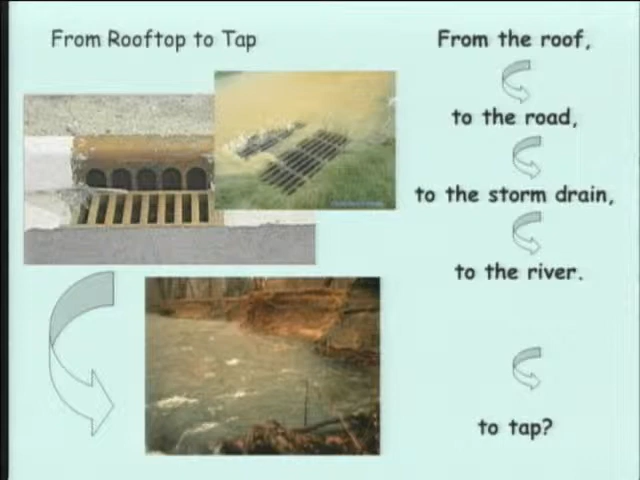 From Rooftop to Tap
From the roof,
to the road,
to the storm drain,
to the river.
to tap?